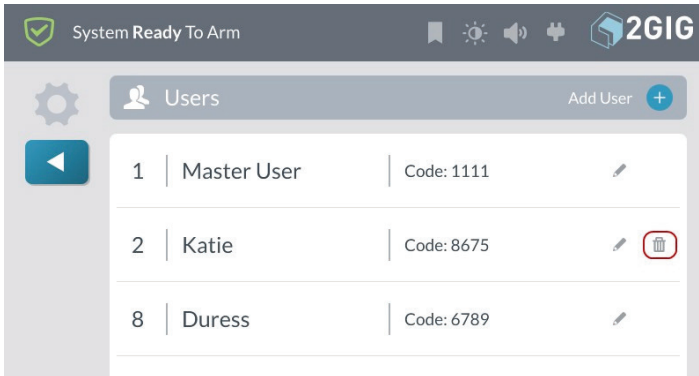 System Ready To Arm
2GIG
Users
Add User
1 Master User Code: 1111
2 Katie Code: 8675
8 Duress Code: 6789